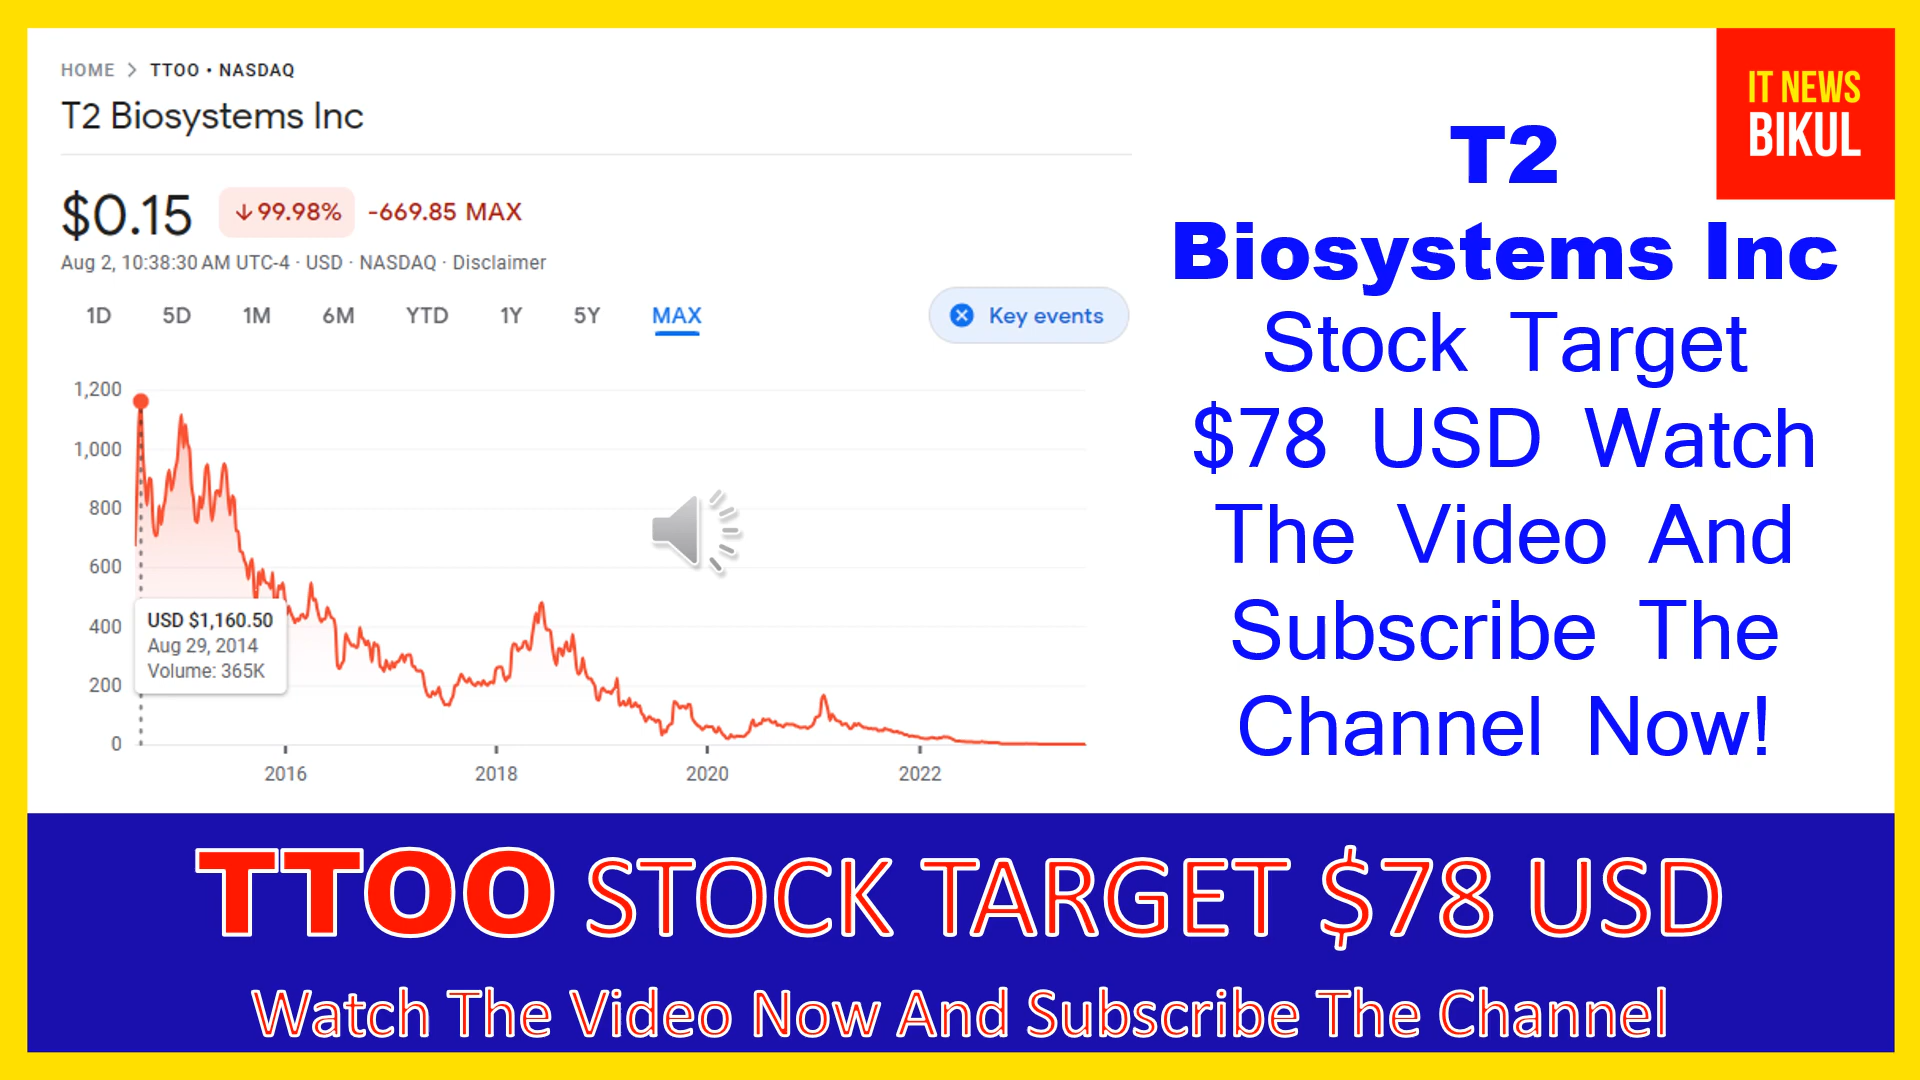 HOME > TTOO • NASDAQ
T2 Biosystems Inc
$0.15 ↓99.98% -669.85 MAX
Aug 2, 10:38:30 AM UTC-4 · USD · NASDAQ · Disclaimer
1D 5D 1M 6M YTD 1Y 5Y MAX
Key events
1,200
1,000
800
600
400
200
0
USD $1,160.50
Aug 29, 2014
Volume: 365K
2016 2018 2020 2022
IT NEWS
BIKUL
T2
Biosystems Inc
Stock Target
$78 USD Watch
The Video And
Subscribe The
Channel Now!
TTOO STOCK TARGET $78 USD
Watch The Video Now And Subscribe The Channel